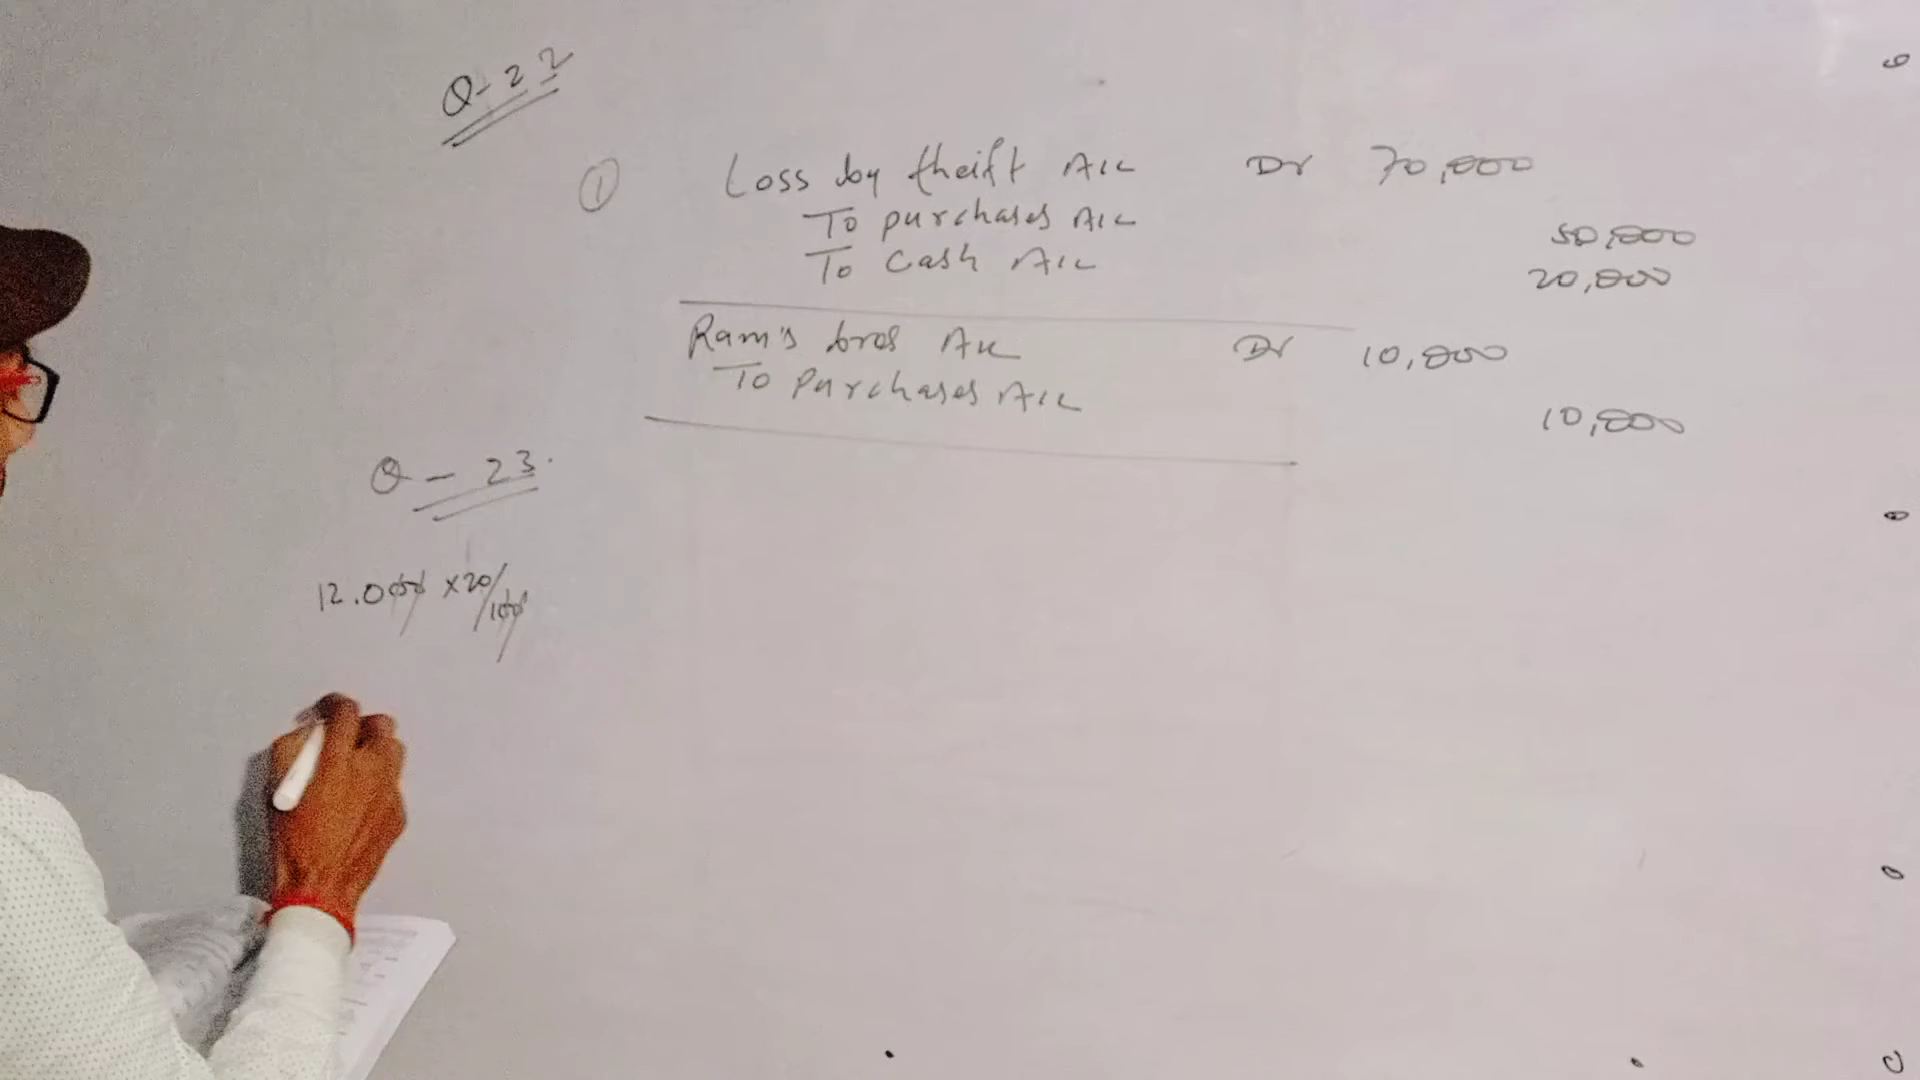 Q-22
① Loss by theift A/c Dr 70,000
To purchases A/c 50,000
To Cash A/c 20,000
Ram's bros A/c Dr 10,000
To Purchases A/c 10,000
Q-23.
12.000 x20/100